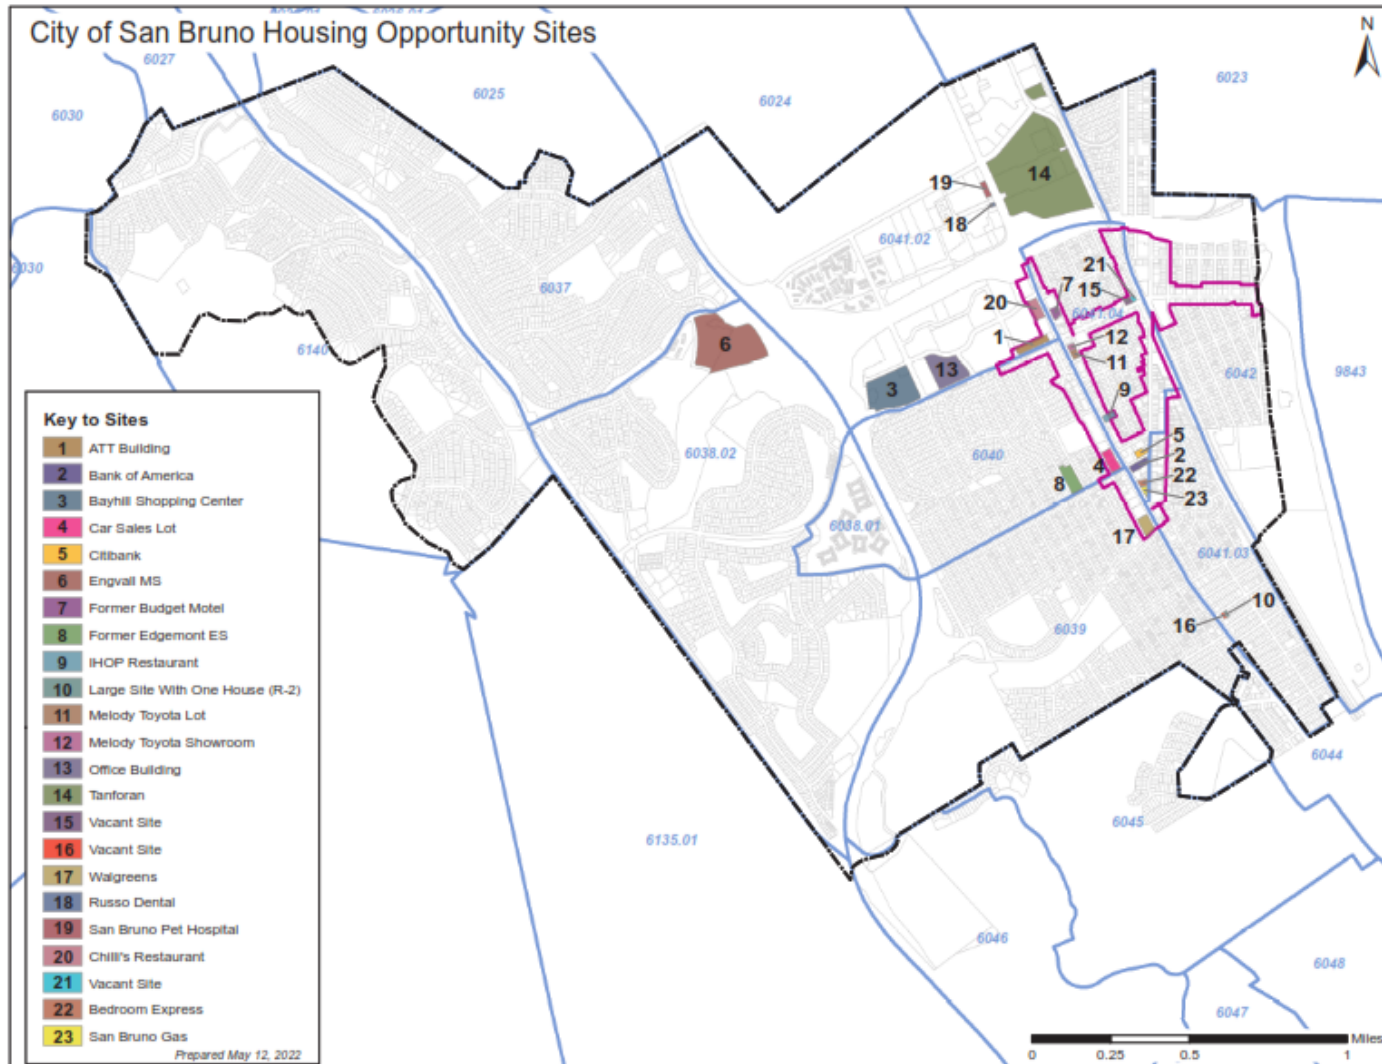 City of San Bruno Housing Opportunity Sites
N
6027
6025
6024
6023
6030
6030
6037
6140
6041.02
6041.04
6042
9843
6038.02
6040
6038.01
6041.03
6039
6044
6045
6135.01
6046
6048
6047
14
19
18
21
7
15
20
1
12
11
6
13
3
9
5
4
2
22
8
23
17
10
16
Key to Sites
1 ATT Building
2 Bank of America
3 Bayhill Shopping Center
4 Car Sales Lot
5 Citibank
6 Engvall MS
7 Former Budget Motel
8 Former Edgemont ES
9 IHOP Restaurant
10 Large Site With One House (R-2)
11 Melody Toyota Lot
12 Melody Toyota Showroom
13 Office Building
14 Tanforan
15 Vacant Site
16 Vacant Site
17 Walgreens
18 Russo Dental
19 San Bruno Pet Hospital
20 Chilli's Restaurant
21 Vacant Site
22 Bedroom Express
23 San Bruno Gas
Prepared May 12, 2022
Miles
0 0.25 0.5 1